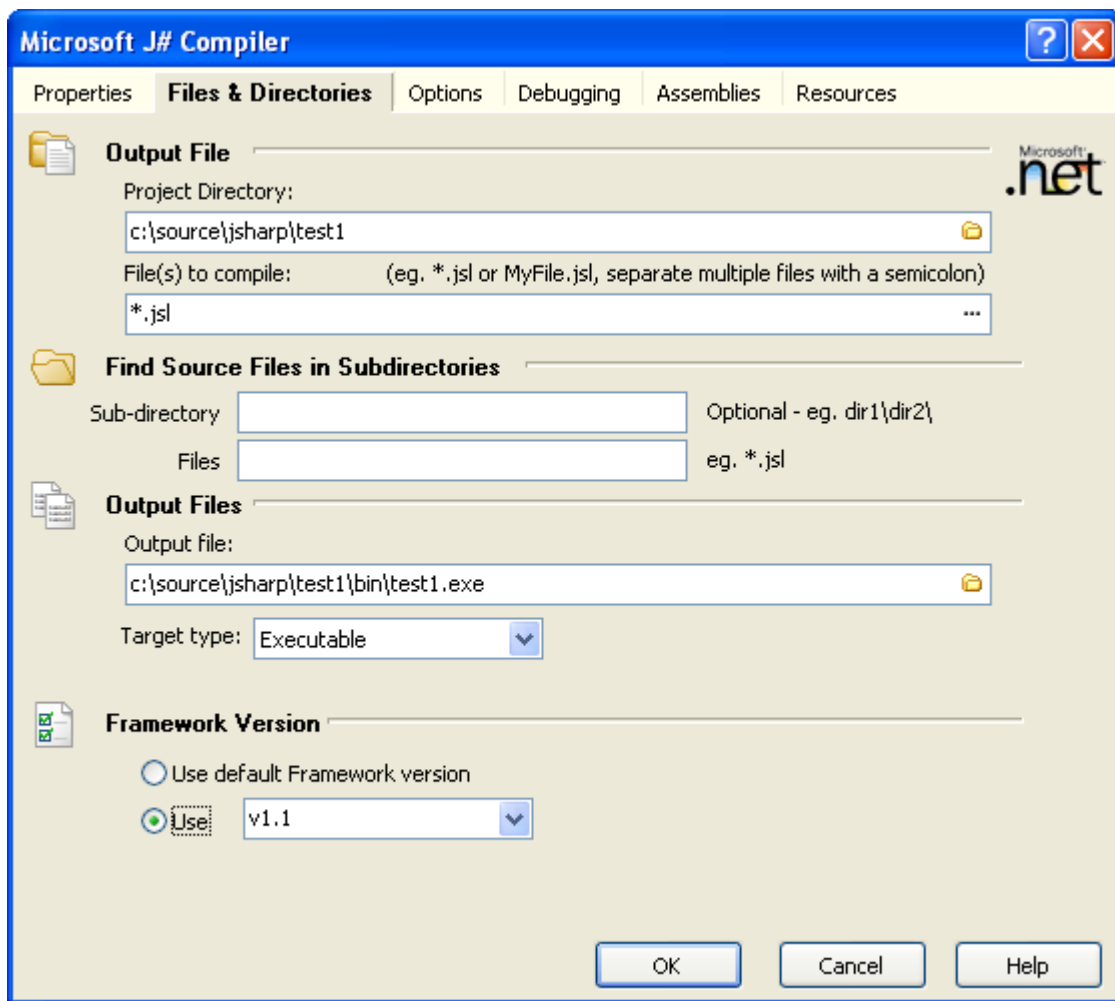 Microsoft J# Compiler
Properties Files & Directories Options Debugging Assemblies Resources
Output File
Microsoft
.net
Project Directory:
c:\source\jsharp\test1
File(s) to compile: (eg. *.jsl or MyFile.jsl, separate multiple files with a semicolon)
*.jsl ...
Find Source Files in Subdirectories
Sub-directory Optional - eg. dir1\dir2\
Files eg. *.jsl
Output Files
Output file:
c:\source\jsharp\test1\bin\test1.exe
Target type: Executable
Framework Version
Use default Framework version
Use v1.1
OK Cancel Help